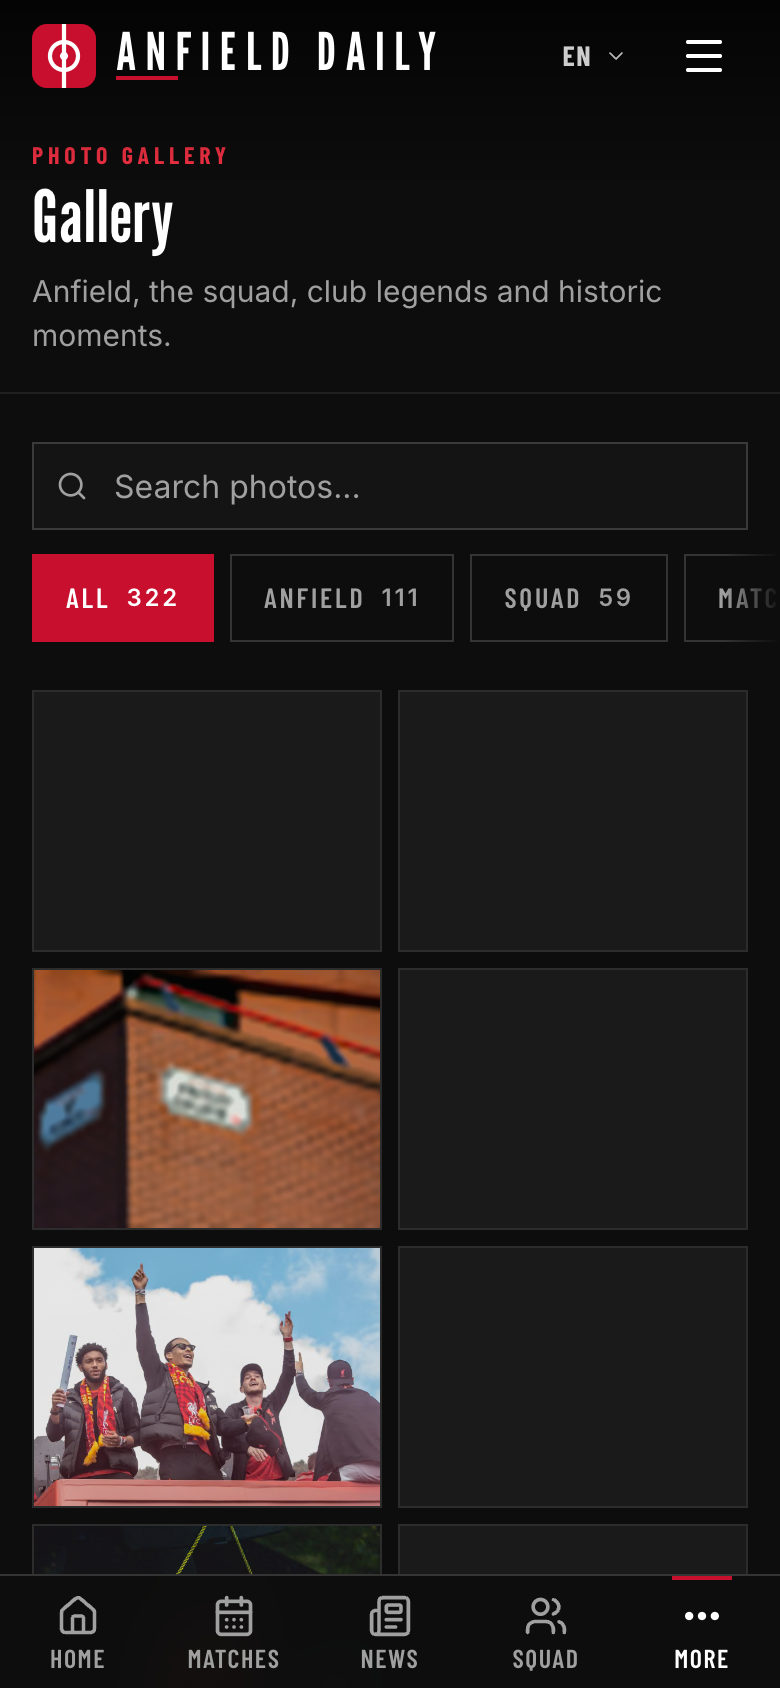 ANFIELD DAILY
EN
PHOTO GALLERY
Gallery
Anfield, the squad, club legends and historic
moments.
Search photos...
ALL 322
ANFIELD 111
SQUAD 59
MATC
HOME
MATCHES
NEWS
SQUAD
MORE